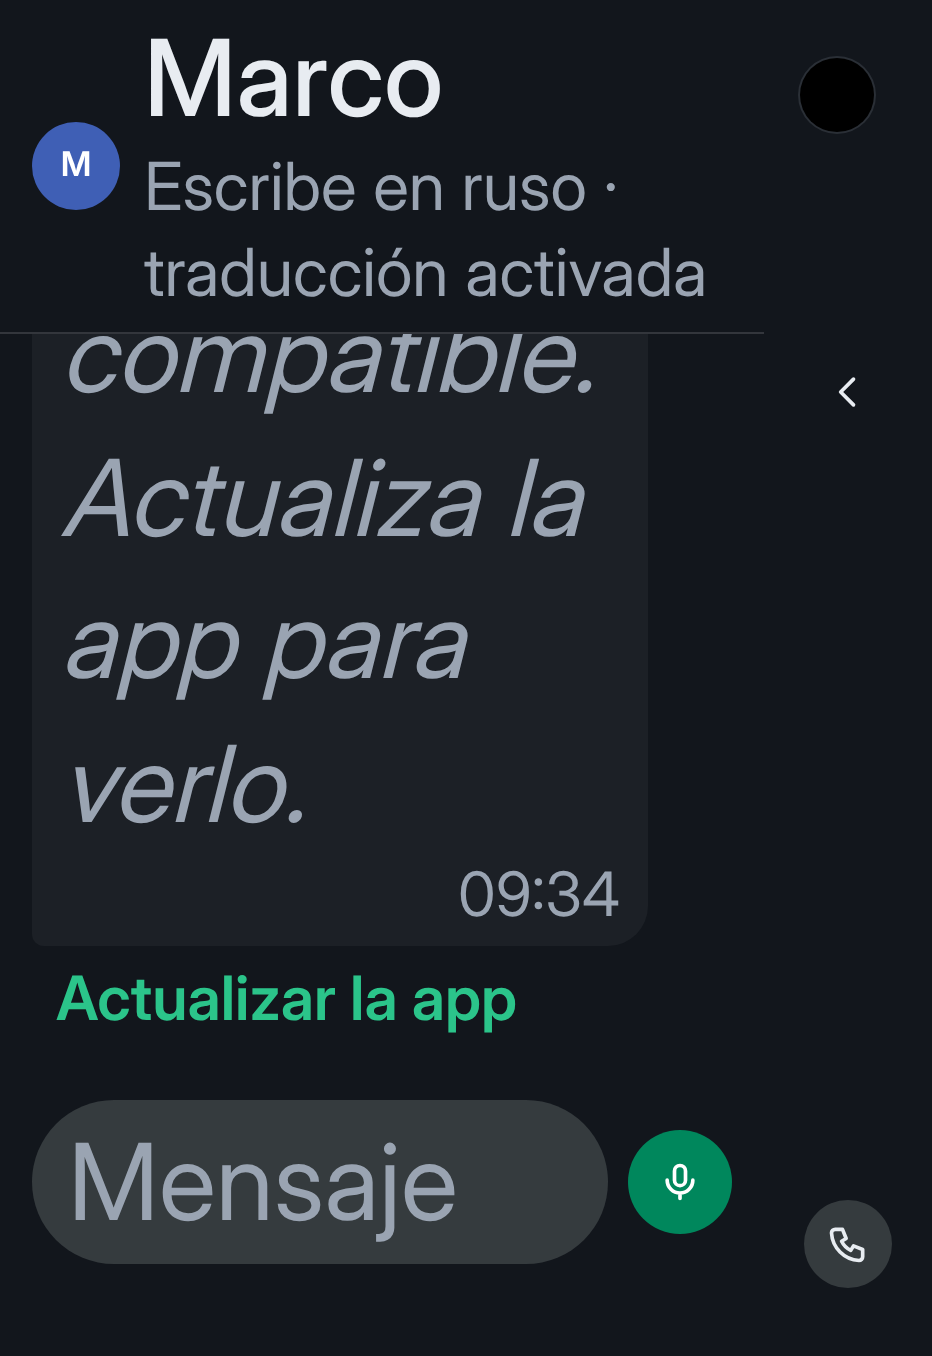 Marco
M
Escribe en ruso ·
traducción activada
compatible.
Actualiza la
app para
verlo.
09:34
Actualizar la app
Mensaje